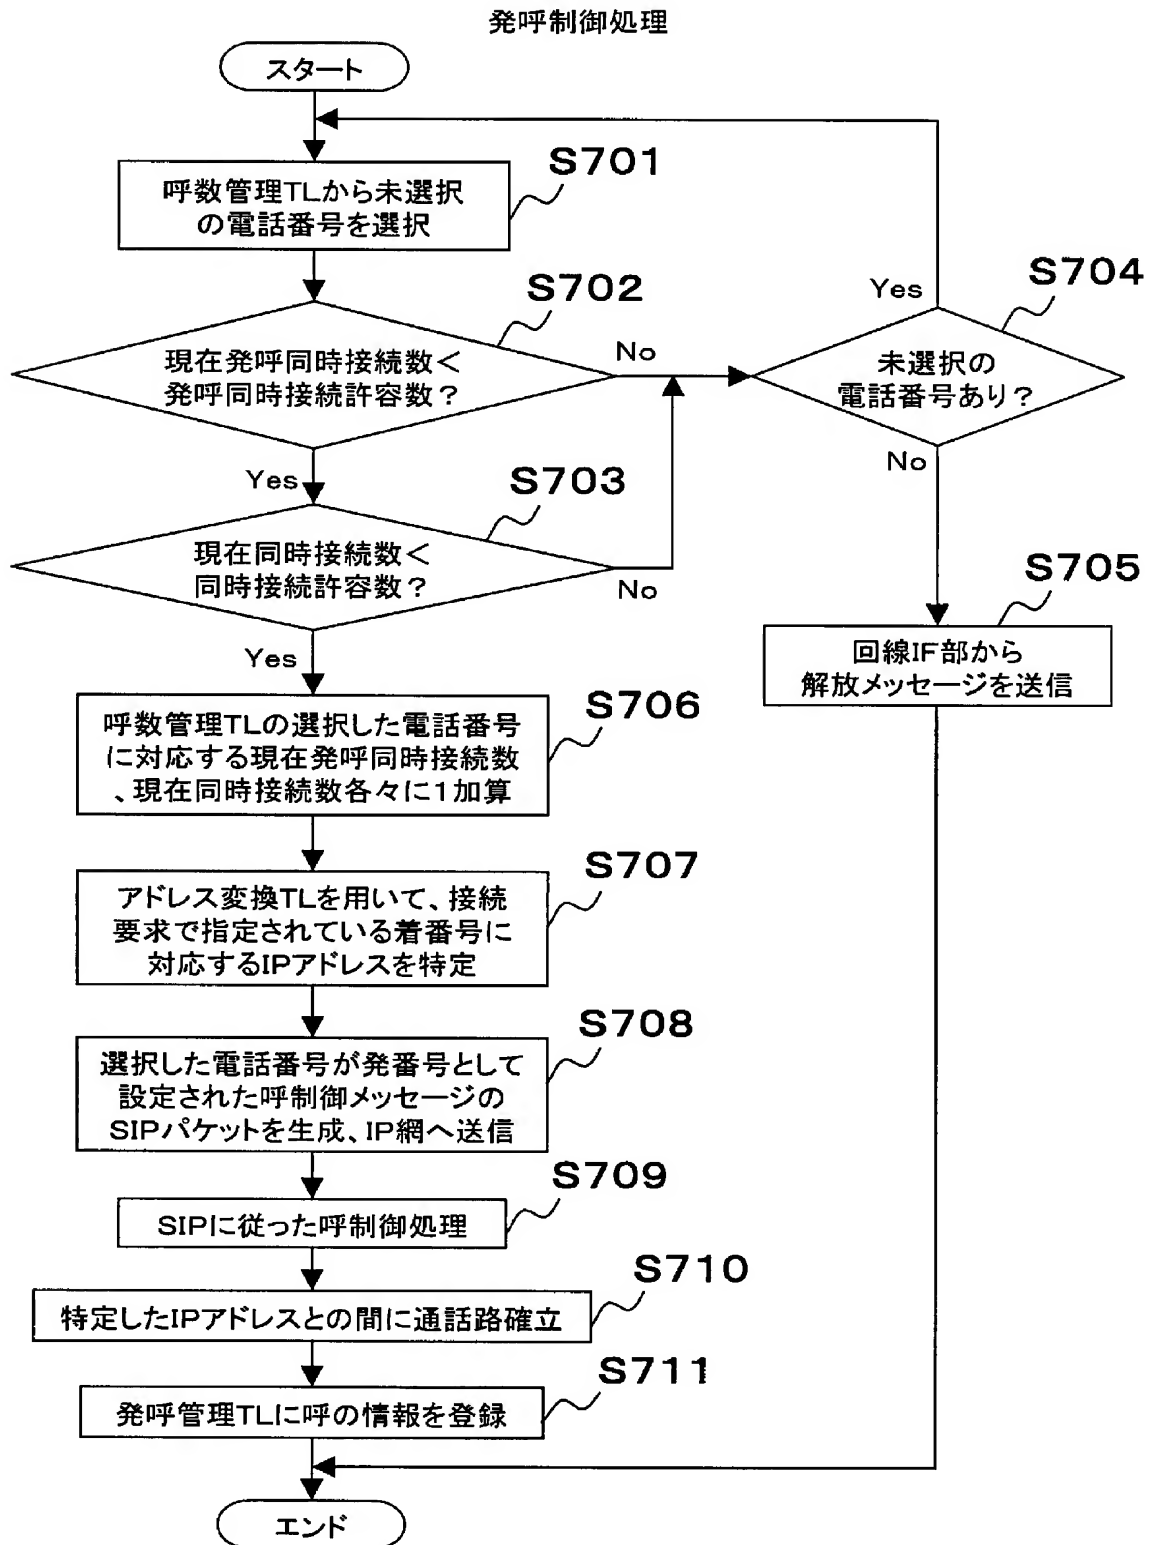 発呼制御処理
スタート
S701
呼数管理TLから未選択
の電話番号を選択
S702
現在発呼同時接続数<
発呼同時接続許容数?
No
Yes
S703
現在同時接続数<
同時接続許容数?
No
Yes
S704
Yes
未選択の
電話番号あり?
No
S705
回線IF部から
解放メッセージを送信
S706
呼数管理TLの選択した電話番号
に対応する現在発呼同時接続数
、現在同時接続数各々に1加算
S707
アドレス変換TLを用いて、接続
要求で指定されている着番号に
対応するIPアドレスを特定
S708
選択した電話番号が発番号として
設定された呼制御メッセージの
SIPパケットを生成、IP網へ送信
S709
SIPに従った呼制御処理
S710
特定したIPアドレスとの間に通話路確立
S711
発呼管理TLに呼の情報を登録
エンド